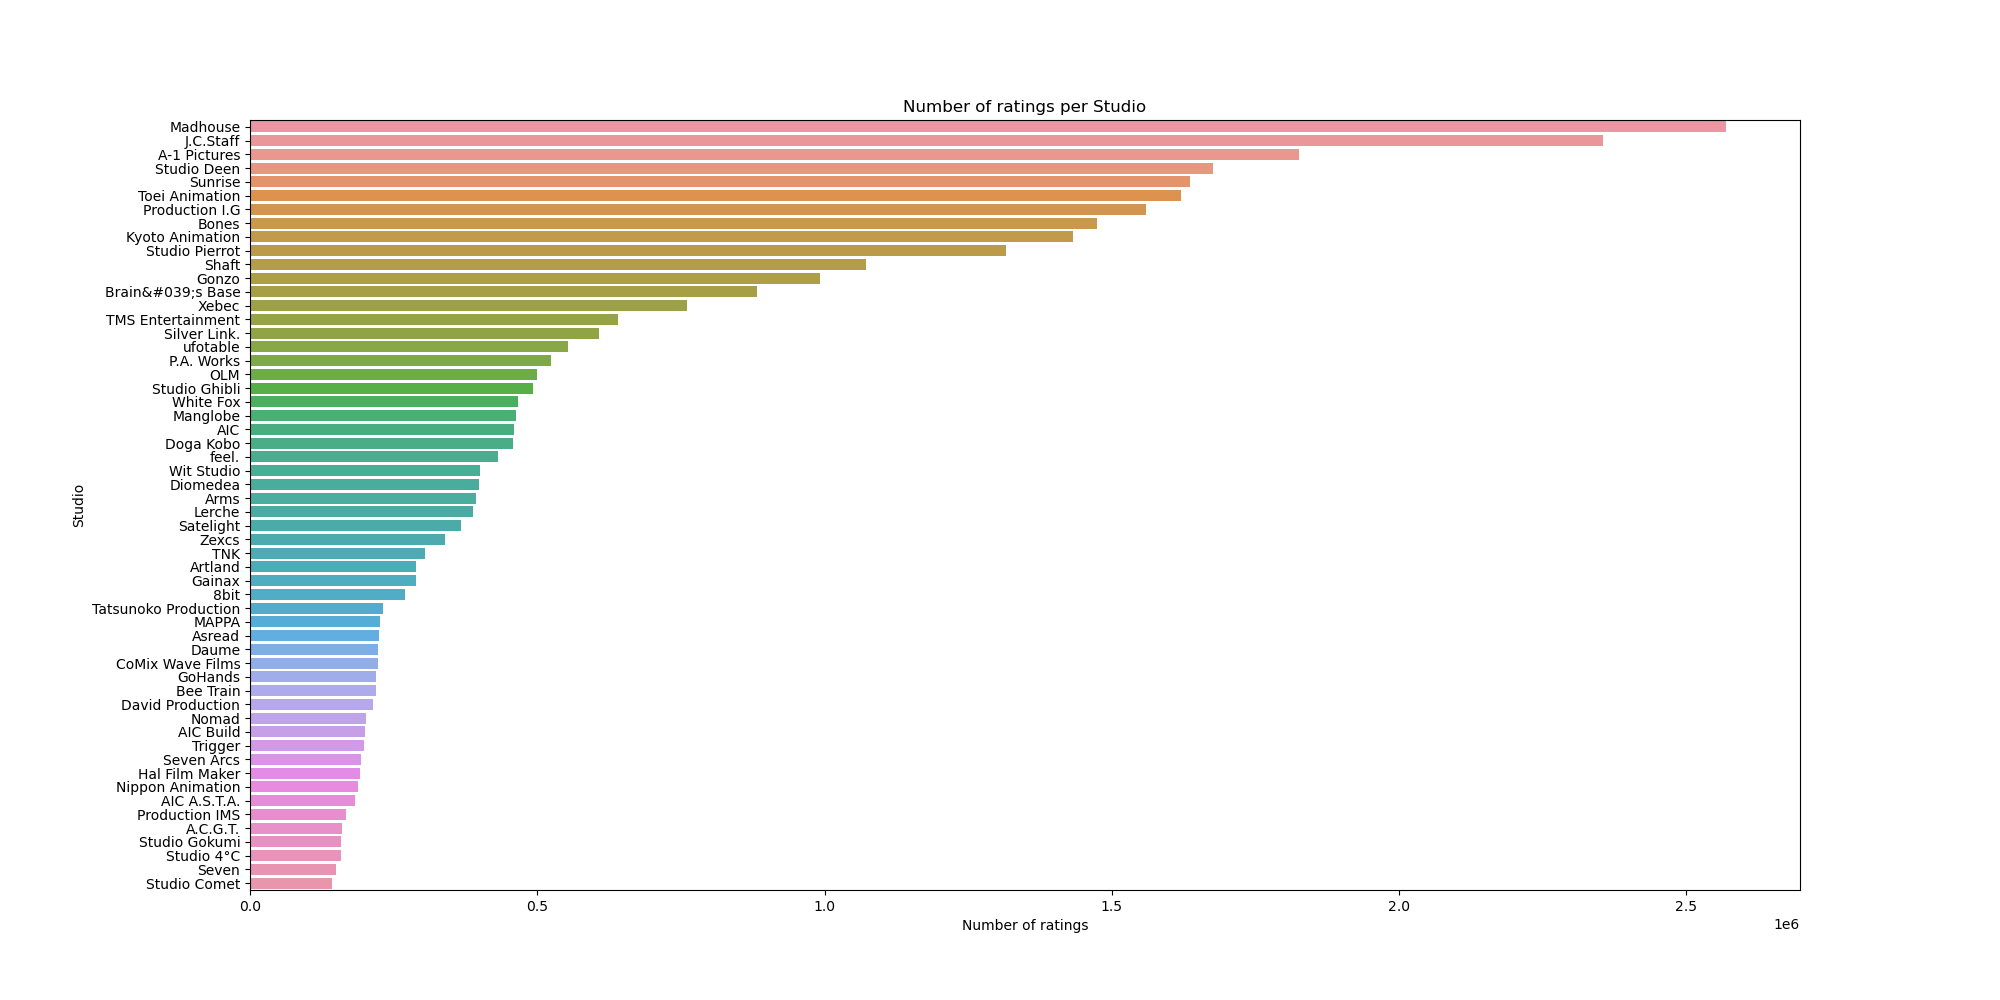 Number of ratings per Studio
Madhouse
J.C.Staff
A-1 Pictures
Studio Deen
Sunrise
Toei Animation
Production I.G
Bones
Kyoto Animation
Studio Pierrot
Shaft
Gonzo
Brain&#039;s Base
Xebec
TMS Entertainment
Silver Link.
ufotable
P.A. Works
OLM
Studio Ghibli
White Fox
Manglobe
AIC
Doga Kobo
feel.
Wit Studio
Diomedea
Arms
Lerche
Satelight
Zexcs
TNK
Artland
Gainax
8bit
Tatsunoko Production
MAPPA
Asread
Daume
CoMix Wave Films
GoHands
Bee Train
David Production
Nomad
AIC Build
Trigger
Seven Arcs
Hal Film Maker
Nippon Animation
AIC A.S.T.A.
Production IMS
A.C.G.T.
Studio Gokumi
Studio 4°C
Seven
Studio Comet
Studio
0.0 0.5 1.0 1.5 2.0 2.5
Number of ratings
1e6